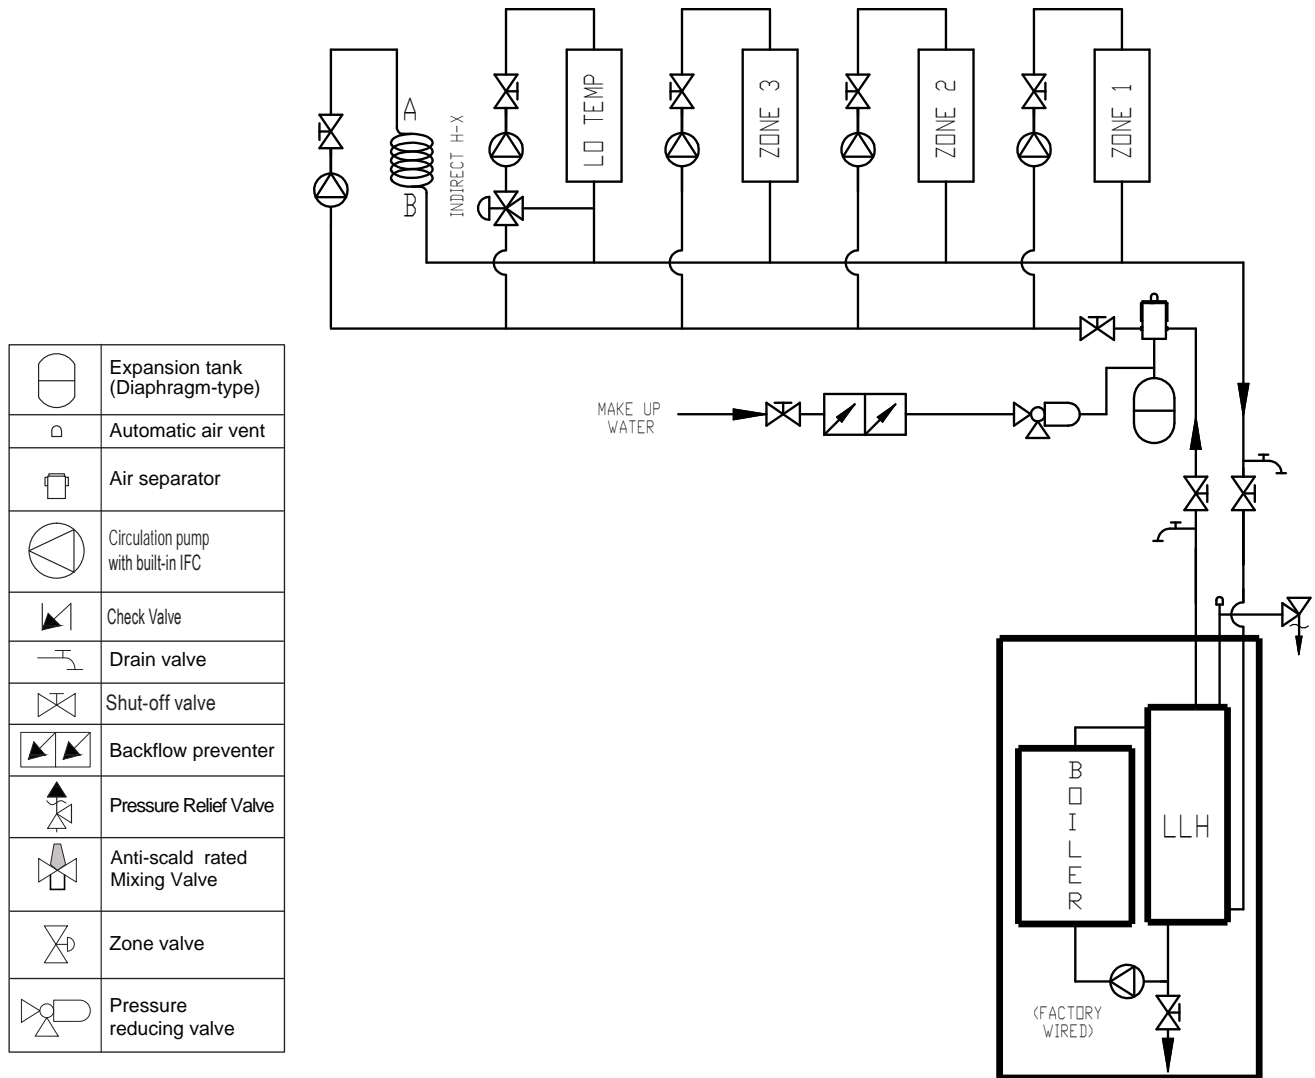 A
B
INDIRECT H-X
LO TEMP
ZONE 3
ZONE 2
ZONE 1
MAKE UP
WATER
Expansion tank
(Diaphragm-type)
Automatic air vent
Air separator
Circulation pump
with built-in IFC
Check Valve
Drain valve
Shut-off valve
Backflow preventer
Pressure Relief Valve
Anti-scald rated
Mixing Valve
Zone valve
Pressure
reducing valve
BOILER
LLH
(FACTORY
WIRED)